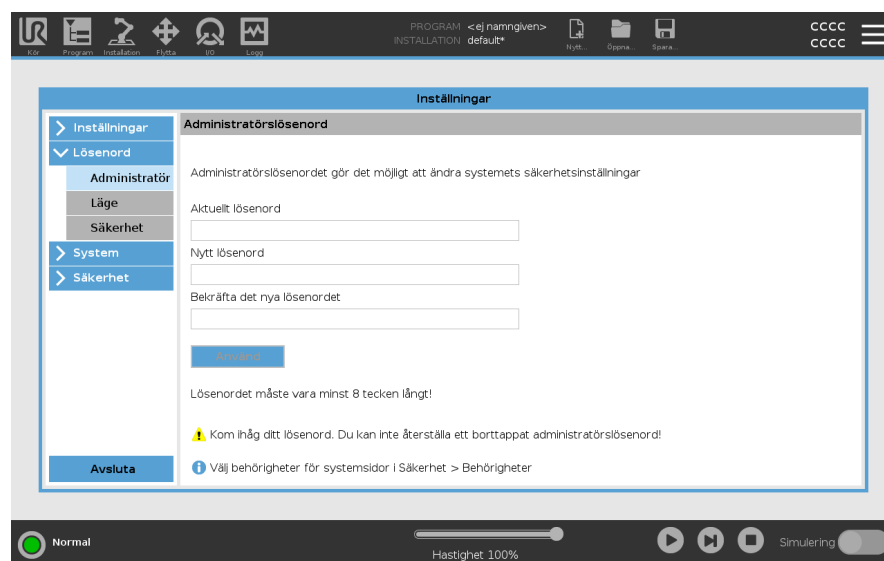 PROGRAM <ej namngiven>
INSTALLATION default*
CCCC
CCCC
UR
Kör Program Installation Flytta I/O Logg Nytt... Öppna... Spara...
Inställningar
Inställningar
Lösenord
Administratör
Läge
Säkerhet
System
Säkerhet
Avsluta
Administratörslösenord
Administratörslösenordet gör det möjligt att ändra systemets säkerhetsinställningar
Aktuellt lösenord
Nytt lösenord
Bekräfta det nya lösenordet
Använd
Lösenordet måste vara minst 8 tecken långt!
Kom ihåg ditt lösenord. Du kan inte återställa ett borttappat administratörslösenord!
Välj behörigheter för systemsidor i Säkerhet > Behörigheter
Normal
Hastighet 100%
Simulering